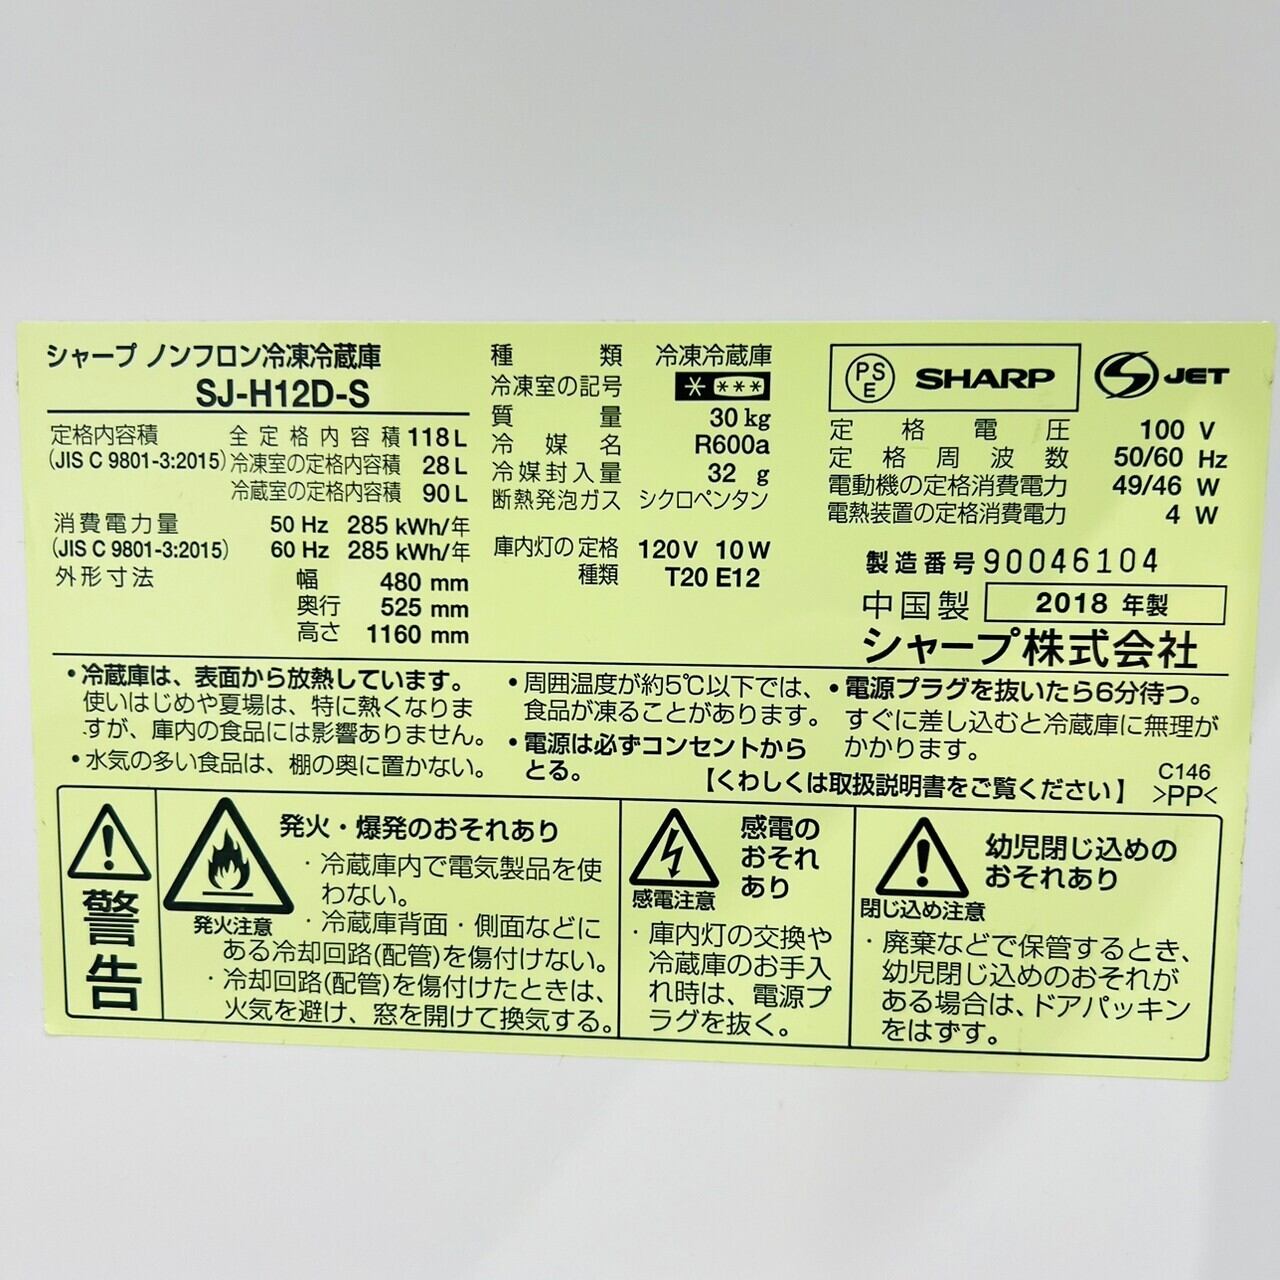 シャープ ノンフロン冷凍冷蔵庫
SJ-H12D-S
定格内容積 全定格内容積 118 L
(JIS C 9801-3:2015) 冷凍室の定格内容積 28 L
冷蔵室の定格内容積 90 L
消費電力量 50 Hz 285 kWh/年
(JIS C 9801-3:2015) 60 Hz 285 kWh/年
外形寸法 幅 480 mm
奥行 525 mm
高さ 1160 mm
種類 冷凍冷蔵庫
冷凍室の記号 * ***
質量 30 kg
冷媒名 R600a
冷媒封入量 32 g
断熱発泡ガス シクロペンタン
庫内灯の 定格 120 V 10 W
種類 T20 E12
PSE SHARP S JET
定格電圧 100 V
定格周波数 50/60 Hz
電動機の定格消費電力 49/46 W
電熱装置の定格消費電力 4 W
製造番号 90046104
中国製 2018 年製
シャープ株式会社
・冷蔵庫は、表面から放熱しています。
使いはじめや夏場は、特に熱くなりま
すが、庫内の食品には影響ありません。
・水気の多い食品は、棚の奥に置かない。
・周囲温度が約5℃以下では、
食品が凍ることがあります。
・電源は必ずコンセントから
とる。
・電源プラグを抜いたら6分待つ。
すぐに差し込むと冷蔵庫に無理が
かかります。
【くわしくは取扱説明書をご覧ください】
C146
>PP<
警告
発火注意
発火・爆発のおそれあり
・冷蔵庫内で電気製品を使
わない。
・冷蔵庫背面・側面などに
ある冷却回路(配管)を傷付けない。
・冷却回路(配管)を傷付けたときは、
火気を避け、窓を開けて換気する。
感電注意
感電の
おそれ
あり
・庫内灯の交換や
冷蔵庫のお手入
れ時は、電源プ
ラグを抜く。
閉じ込め注意
幼児閉じ込めの
おそれあり
・廃棄などで保管するとき、
幼児閉じ込めのおそれが
ある場合は、ドアパッキン
をはずす。